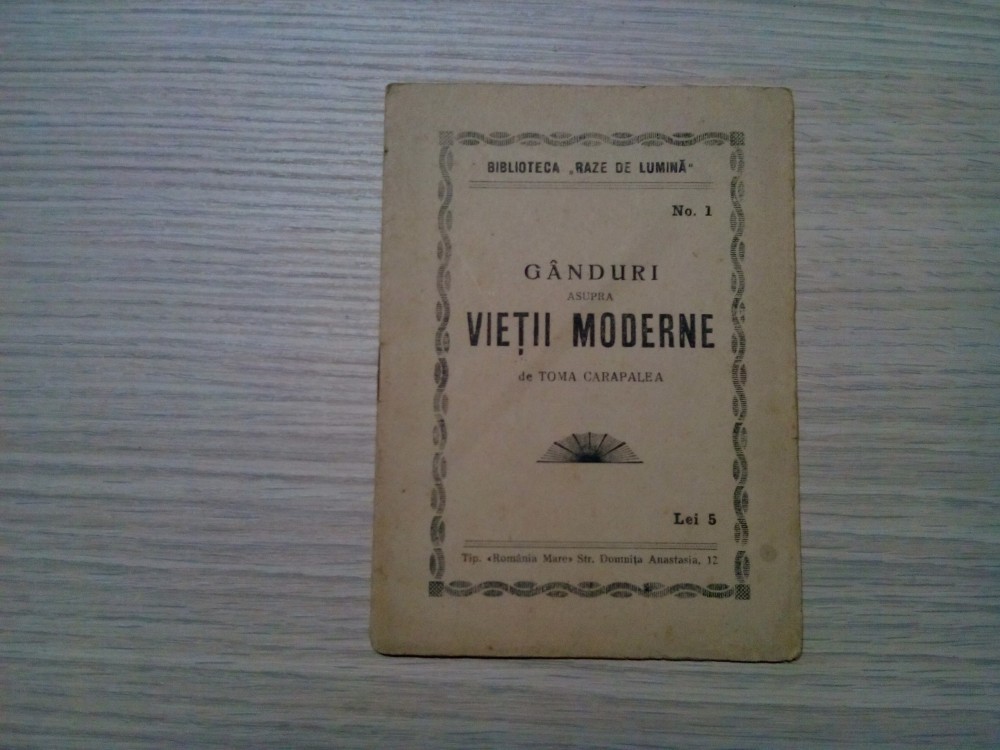 BIBLIOTECA „RAZE DE LUMINĂ"
No. 1
GÂNDURI
ASUPRA
VIEȚII MODERNE
de TOMA CARAPALEA
Lei 5
Tip. «România Mare» Str. Domnița Anastasia, 12